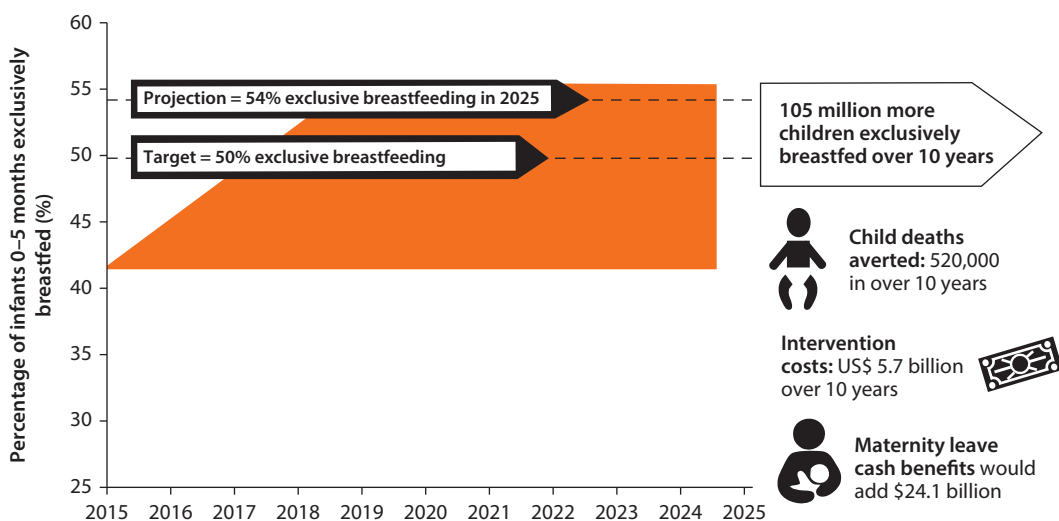 Percentage of infants 0–5 months exclusively
breastfed (%)
60
55
50
45
40
35
30
25
2015 2016 2017 2018 2019 2020 2021 2022 2023 2024 2025
Projection = 54% exclusive breastfeeding in 2025
Target = 50% exclusive breastfeeding
105 million more
children exclusively
breastfed over 10 years
Child deaths
averted: 520,000
in over 10 years
Intervention
costs: US$ 5.7 billion
over 10 years
Maternity leave
cash benefits would
add $24.1 billion